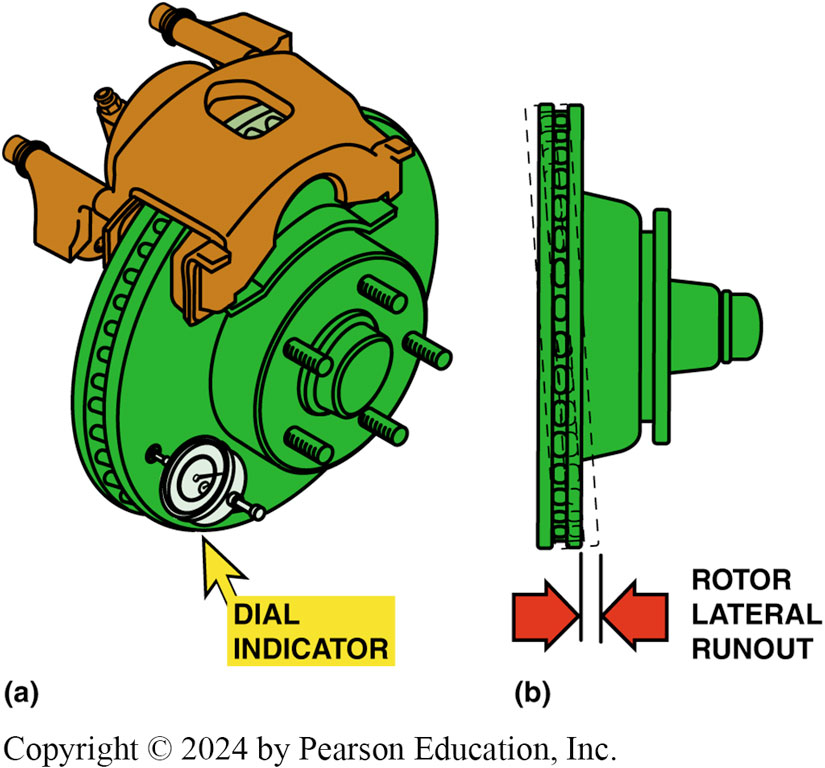 DIAL
INDICATOR
ROTOR
LATERAL
RUNOUT
(a)
(b)
Copyright © 2024 by Pearson Education, Inc.